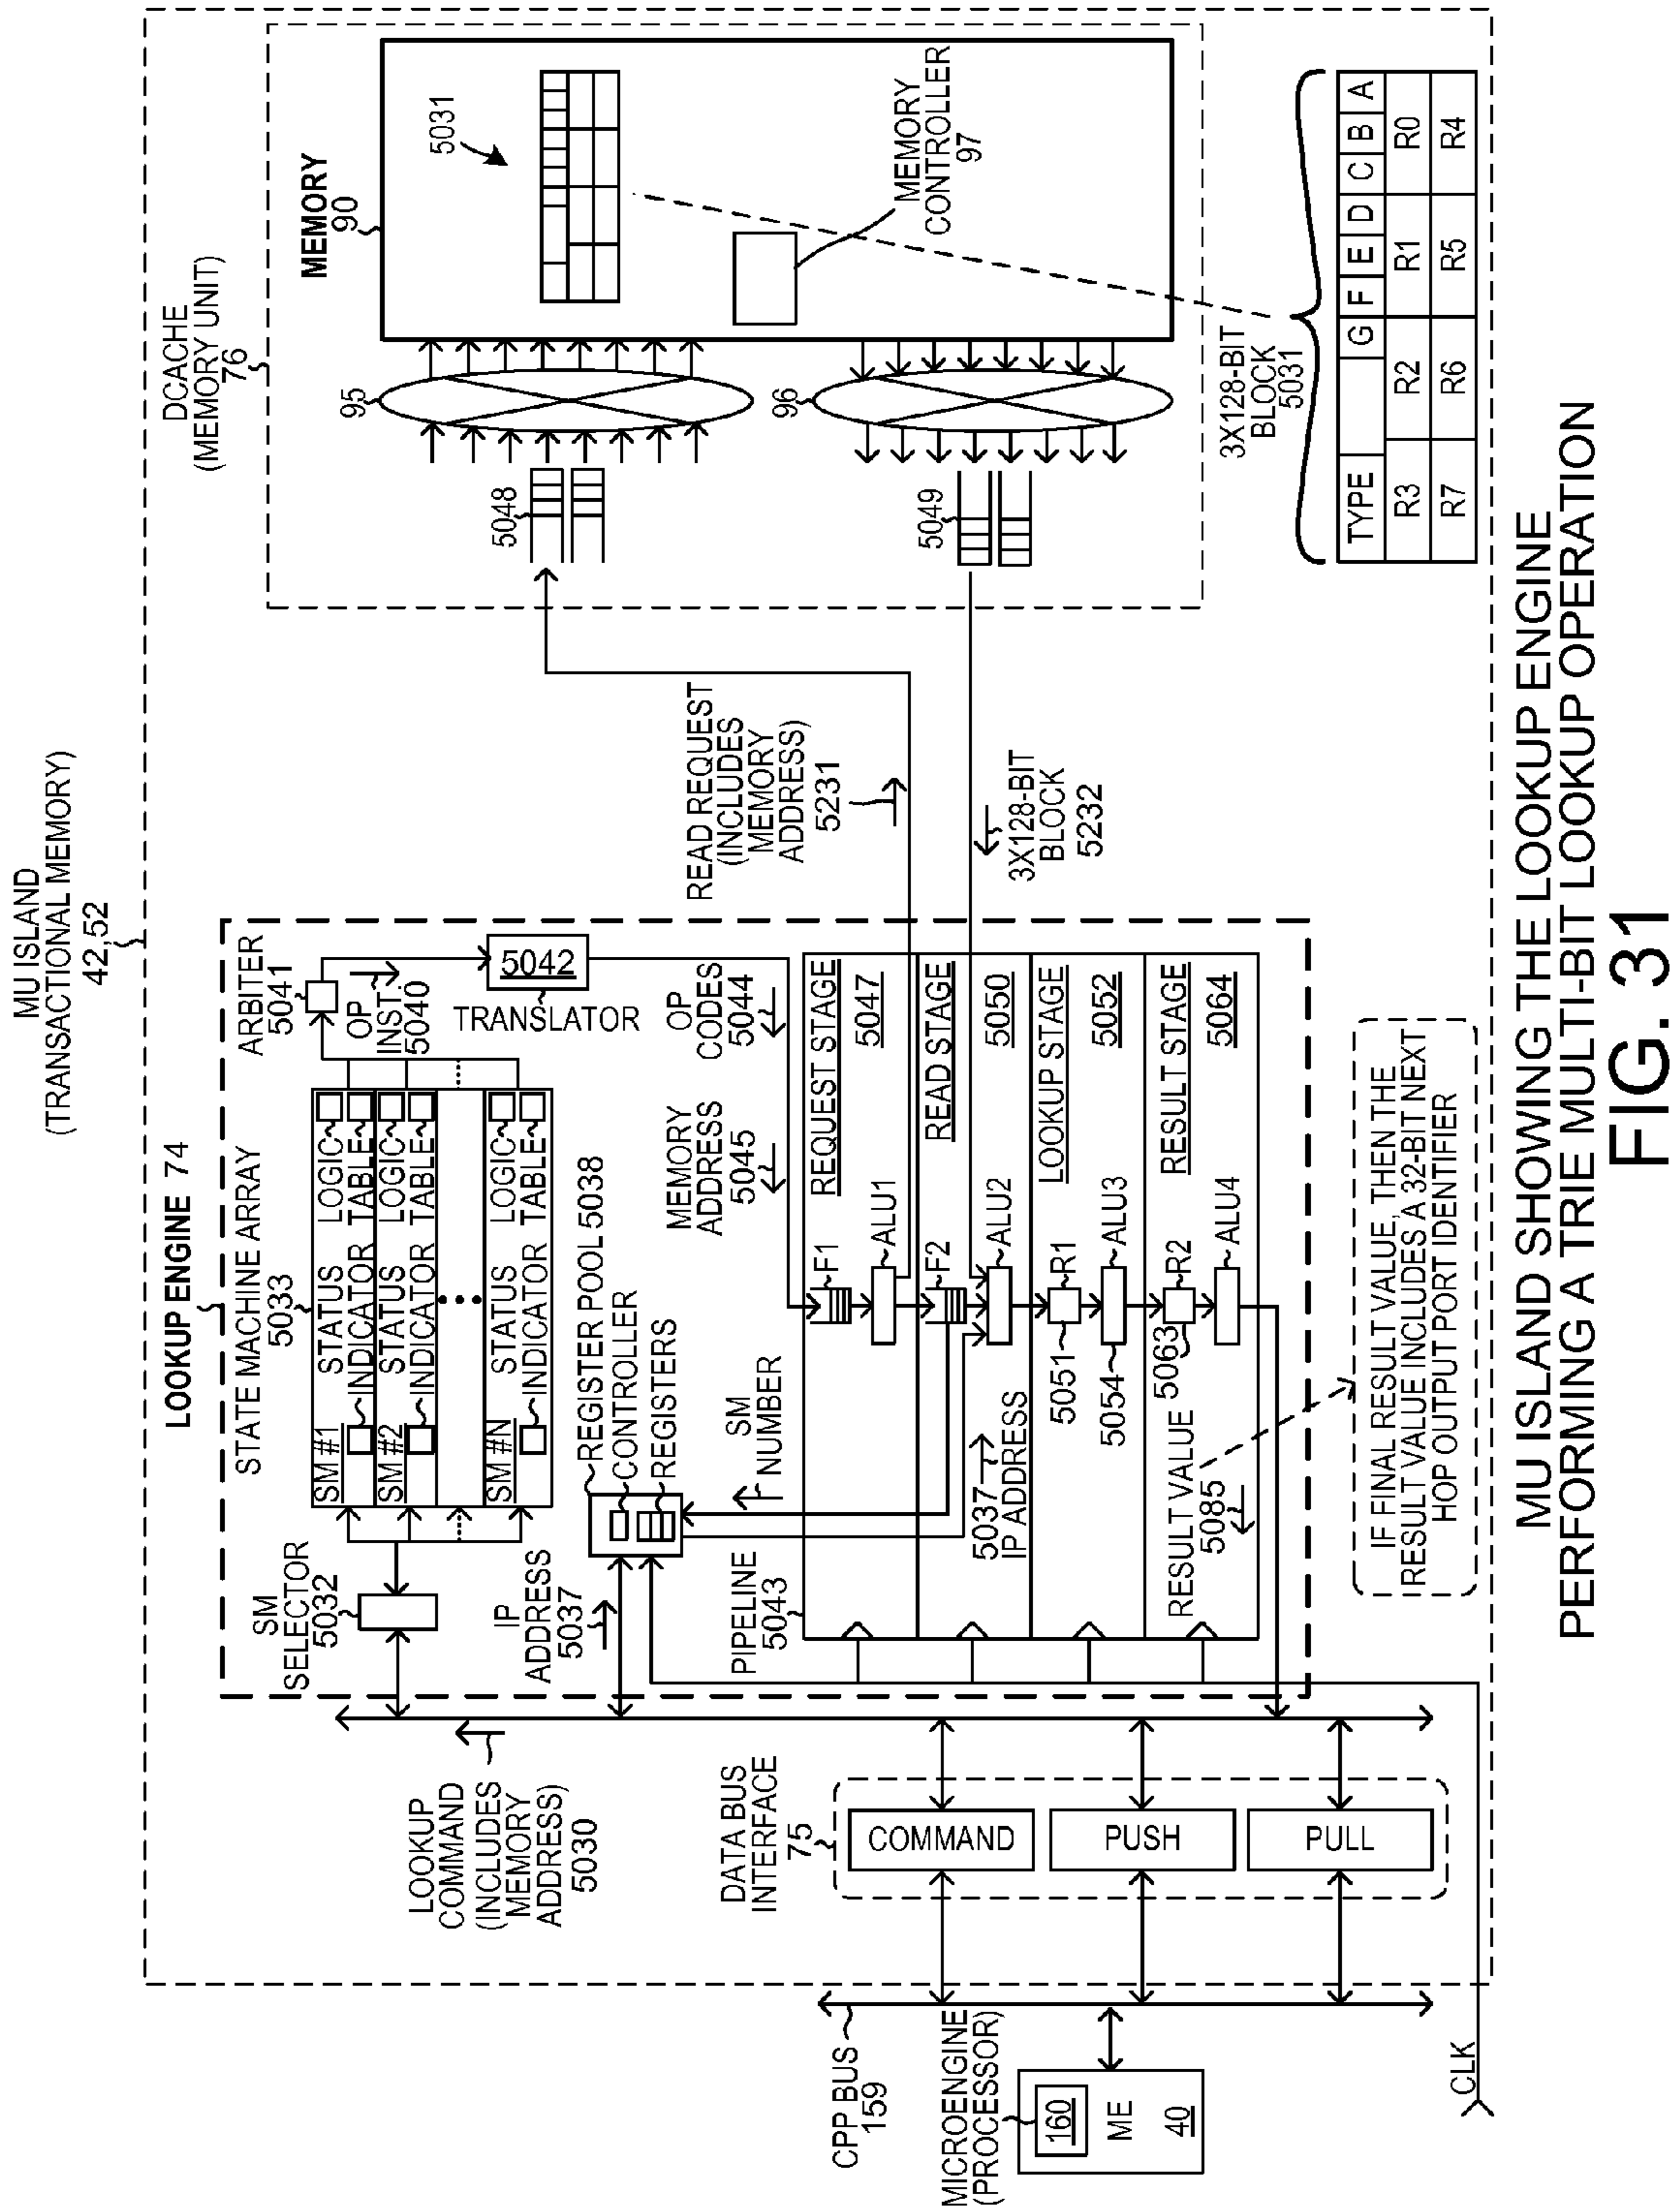 MU ISLAND
(TRANSACTIONAL MEMORY)
42,52
LOOKUP ENGINE 74
STATE MACHINE ARRAY
5033
SM
SELECTOR
5032
SM #1
STATUS
INDICATOR
LOGIC
TABLE
SM #2
STATUS
INDICATOR
LOGIC
TABLE
SM #N
STATUS
INDICATOR
LOGIC
TABLE
ARBITER
5041
OP
INST.
5040
5042
TRANSLATOR
LOOKUP
COMMAND
(INCLUDES
MEMORY
ADDRESS)
5030
IP
ADDRESS
5037
REGISTER POOL 5038
CONTROLLER
REGISTERS
SM
NUMBER
MEMORY
ADDRESS
5045
OP
CODES
5044
PIPELINE
5043
F1
ALU1
REQUEST STAGE
5047
F2
ALU2
READ STAGE
5050
5037
IP ADDRESS
5051
R1
5054
ALU3
LOOKUP STAGE
5052
5063
R2
ALU4
RESULT STAGE
5064
RESULT VALUE
5085
IF FINAL RESULT VALUE, THEN THE
RESULT VALUE INCLUDES A 32-BIT NEXT
HOP OUTPUT PORT IDENTIFIER
DATA BUS
INTERFACE
75
COMMAND
PUSH
PULL
CPP BUS
159
MICROENGINE
(PROCESSOR)
160
ME
40
CLK
READ REQUEST
(INCLUDES
MEMORY
ADDRESS)
5231
3X128-BIT
BLOCK
5232
DCACHE
(MEMORY UNIT)
76
MEMORY
90
95
96
5048
5049
5031
MEMORY
CONTROLLER
97
3X128-BIT
BLOCK
5031
TYPE G F E D C B A
R3 R2 R1 R0
R7 R6 R5 R4
MU ISLAND SHOWING THE LOOKUP ENGINE
PERFORMING A TRIE MULTI-BIT LOOKUP OPERATION
FIG. 31